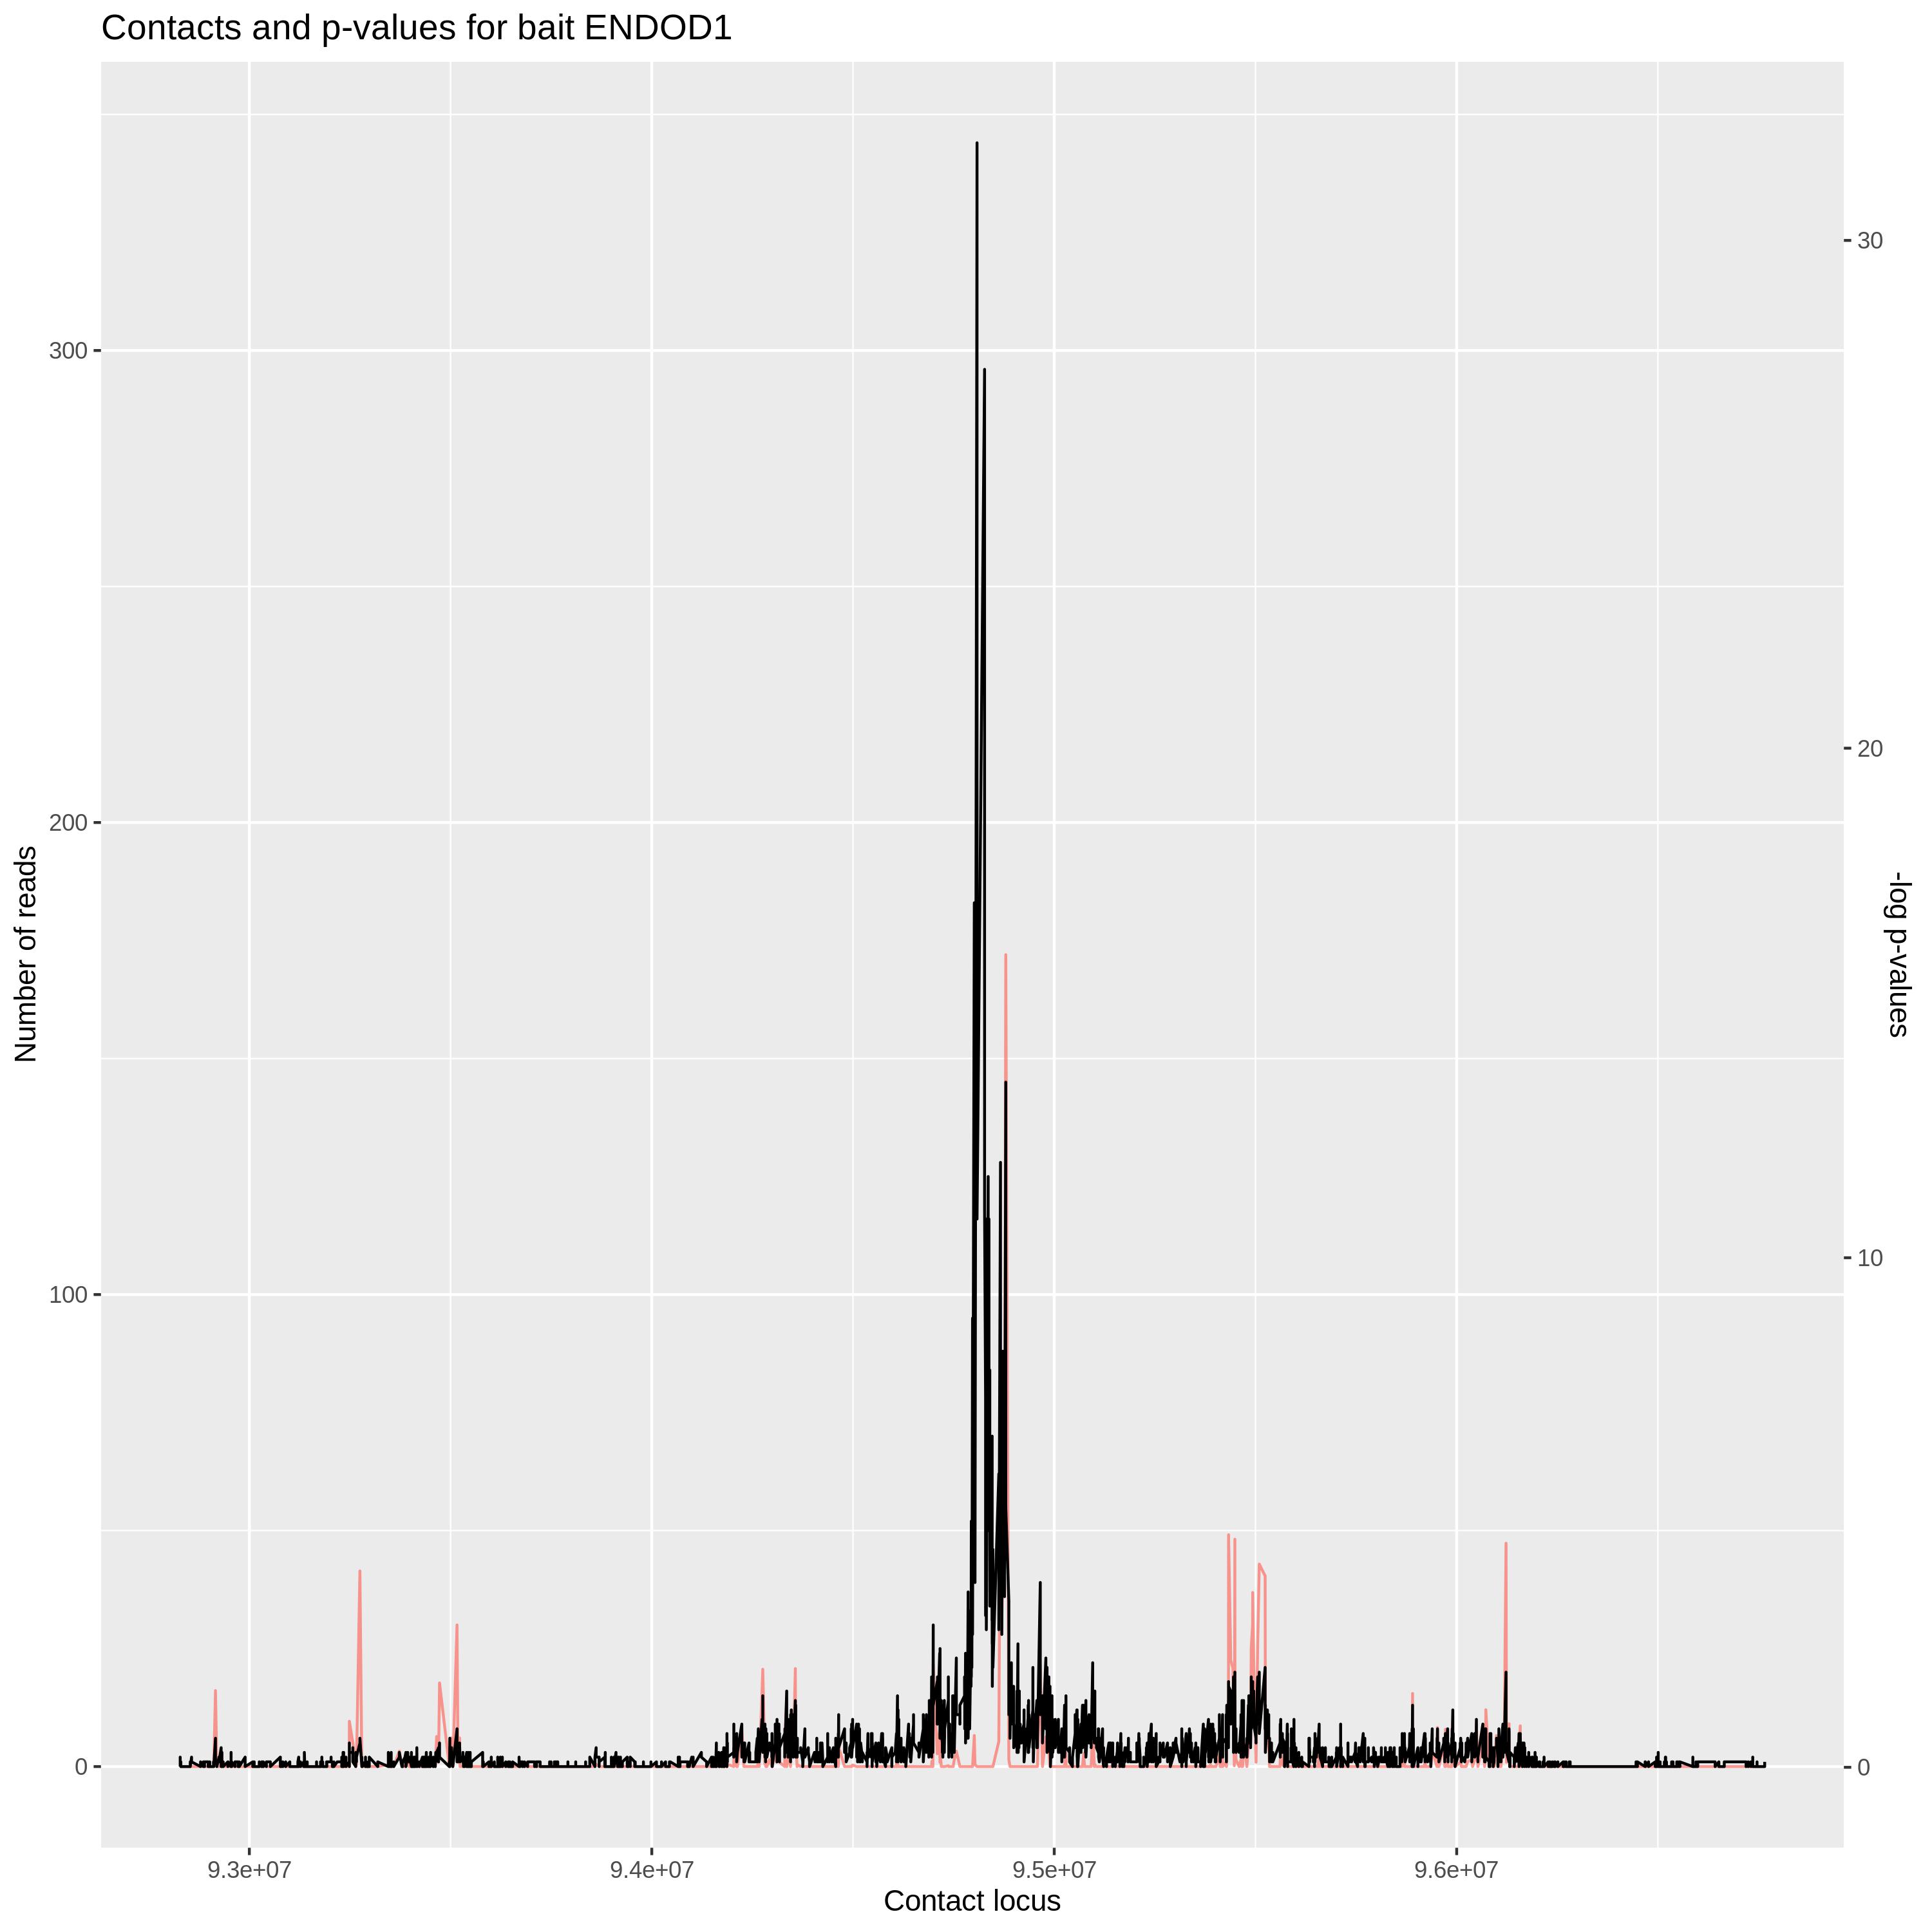 Contacts and p-values for bait ENDOD1
Number of reads
300
200
100
0
30
20
10
0
-log p-values
9.3e+07
9.4e+07
9.5e+07
9.6e+07
Contact locus